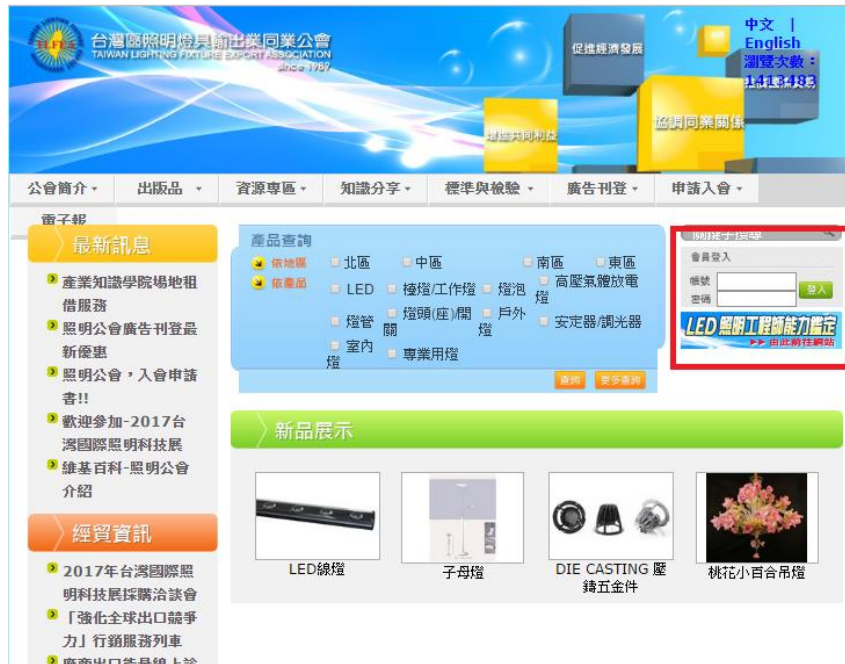 台灣區照明燈具輸出業同業公會
TAIWAN LIGHTING FIXTURE EXPORT ASSOCIATION
since 1989
促進經濟發展
增進共同利益
協調同業關係
中文 |
English
瀏覽次數：
1413483
公會簡介
出版品
資源專區
知識分享
標準與檢驗
廣告刊登
申請入會
電子報
最新訊息
產業知識學院場地租
借服務
照明公會廣告刊登最
新優惠
照明公會，入會申請
書!!
歡迎參加-2017台
灣國際照明科技展
維基百科-照明公會
介紹
經貿資訊
2017年台灣國際照
明科技展採購洽談會
「強化全球出口競爭
力」行銷服務列車
廠商出口能量線上診
產品查詢
依地區
北區 中區 南區 東區
依產品
LED 檯燈/工作燈 燈泡 高壓氣體放電
燈
燈管 燈頭(座)/開 戶外 安定器/調光器
關 燈
室內 專業用燈
燈
查詢 更多查詢
關鍵字搜尋
會員登入
帳號
密碼
登入
LED 照明工程師能力鑑定
▶▶ 由此前往網站
新品展示
LED線燈
子母燈
DIE CASTING 壓
鑄五金件
桃花小百合吊燈